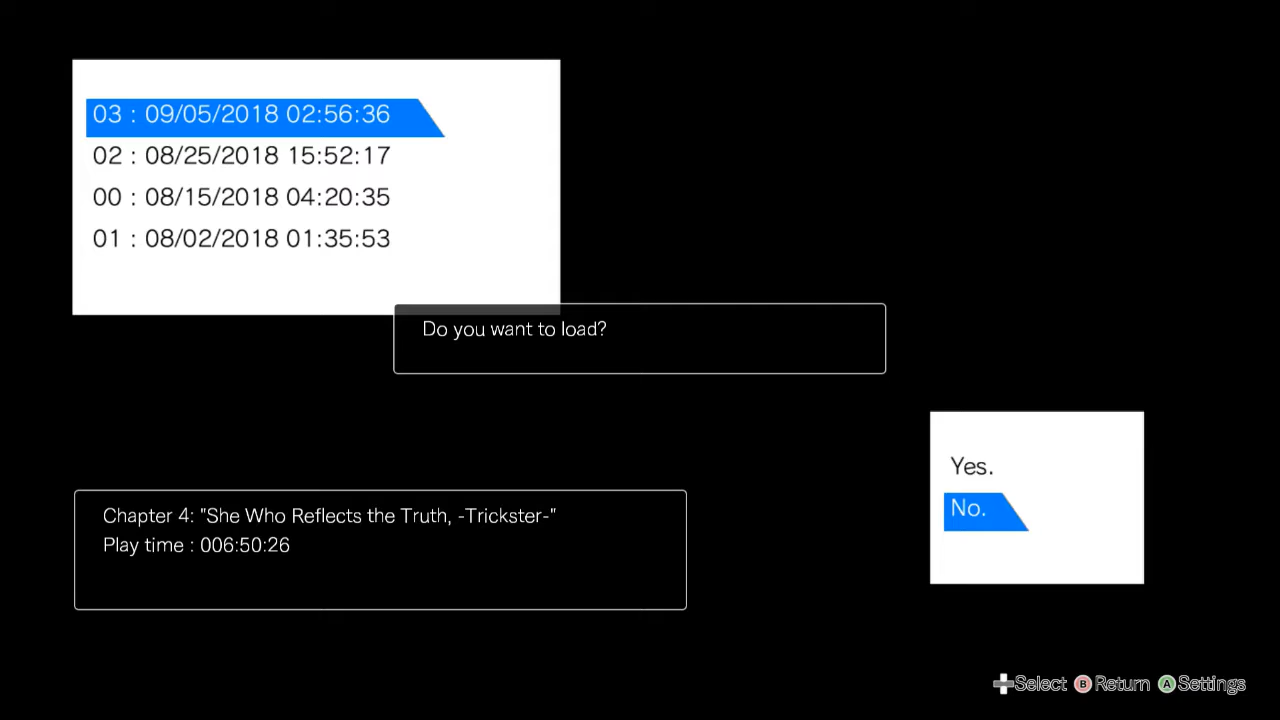 03 : 09/05/2018 02:56:36
02 : 08/25/2018 15:52:17
00 : 08/15/2018 04:20:35
01 : 08/02/2018 01:35:53
Do you want to load?
Yes.
No.
Chapter 4: "She Who Reflects the Truth, -Trickster-"
Play time : 006:50:26
Select B Return A Settings